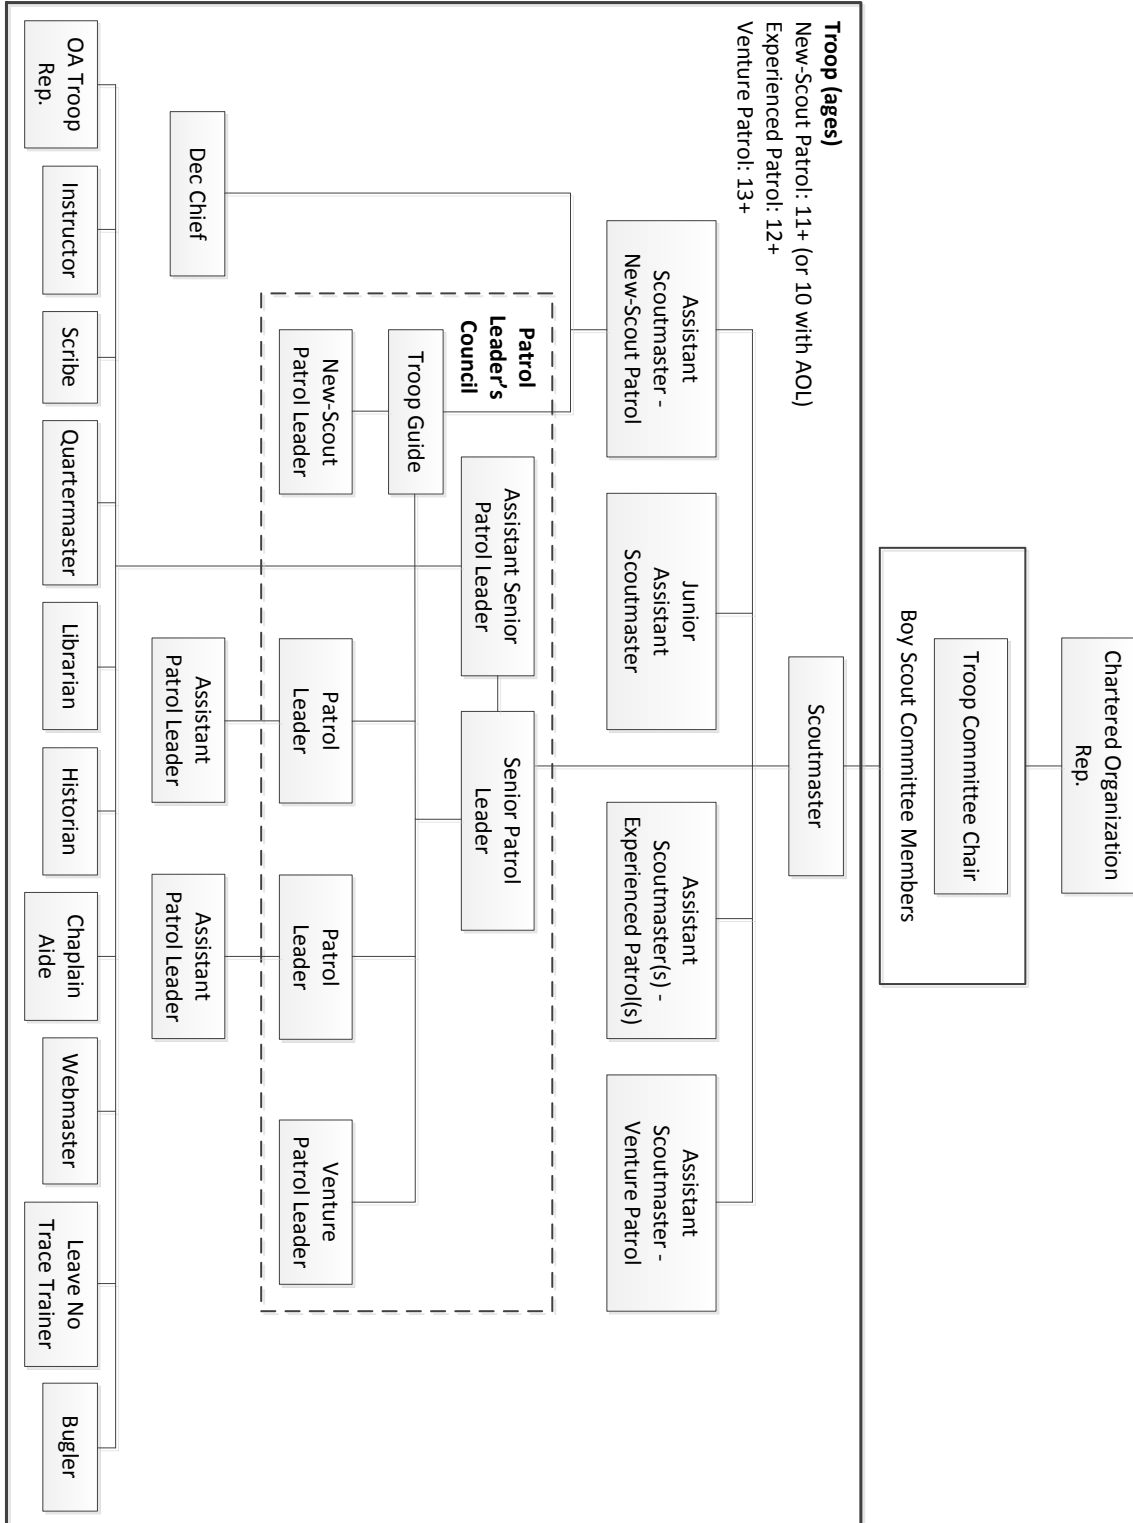 Chartered Organization
Rep.
Troop Committee Chair
Boy Scout Committee Members
Troop (ages)
New-Scout Patrol: 11+ (or 10 with AOL)
Experienced Patrol: 12+
Venture Patrol: 13+
Scoutmaster
Assistant
Scoutmaster -
New-Scout Patrol
Junior
Assistant
Scoutmaster
Assistant
Scoutmaster(s) -
Experienced Patrol(s)
Assistant
Scoutmaster -
Venture Patrol
Patrol
Leader's
Council
Assistant Senior
Patrol Leader
Senior Patrol
Leader
Troop Guide
New-Scout
Patrol Leader
Patrol
Leader
Patrol
Leader
Venture
Patrol Leader
Dec Chief
Assistant
Patrol Leader
Assistant
Patrol Leader
OA Troop
Rep.
Instructor
Scribe
Quartermaster
Librarian
Historian
Chaplain
Aide
Webmaster
Leave No
Trace Trainer
Bugler